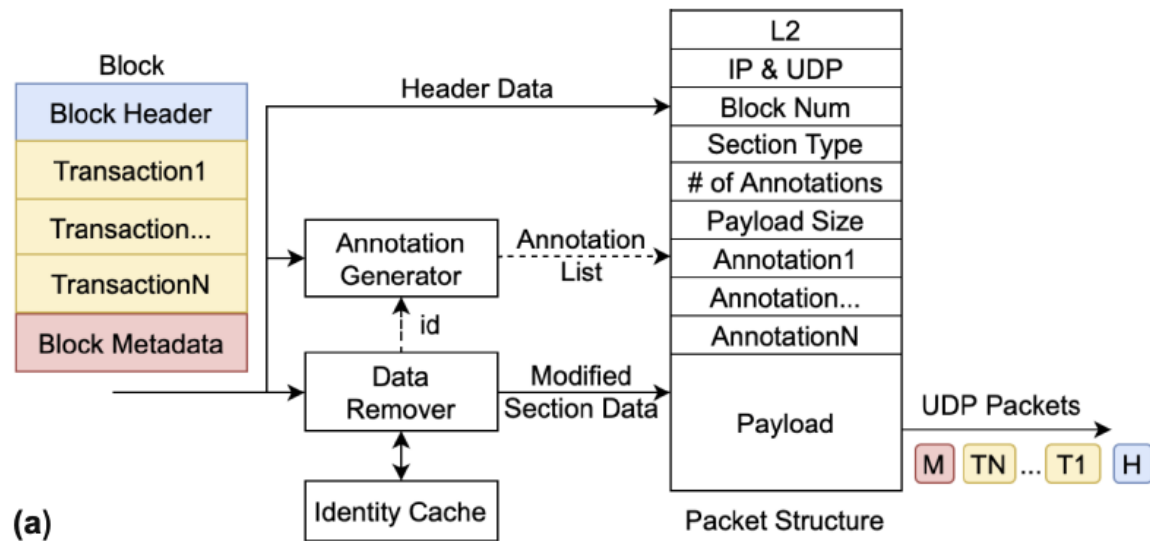 Block
Block Header
Transaction1
Transaction...
TransactionN
Block Metadata
Header Data
Annotation
Generator
Annotation
List
id
Data
Remover
Modified
Section Data
Identity Cache
L2
IP & UDP
Block Num
Section Type
# of Annotations
Payload Size
Annotation1
Annotation...
AnnotationN
Payload
Packet Structure
UDP Packets
M TN ... T1 H
(a)